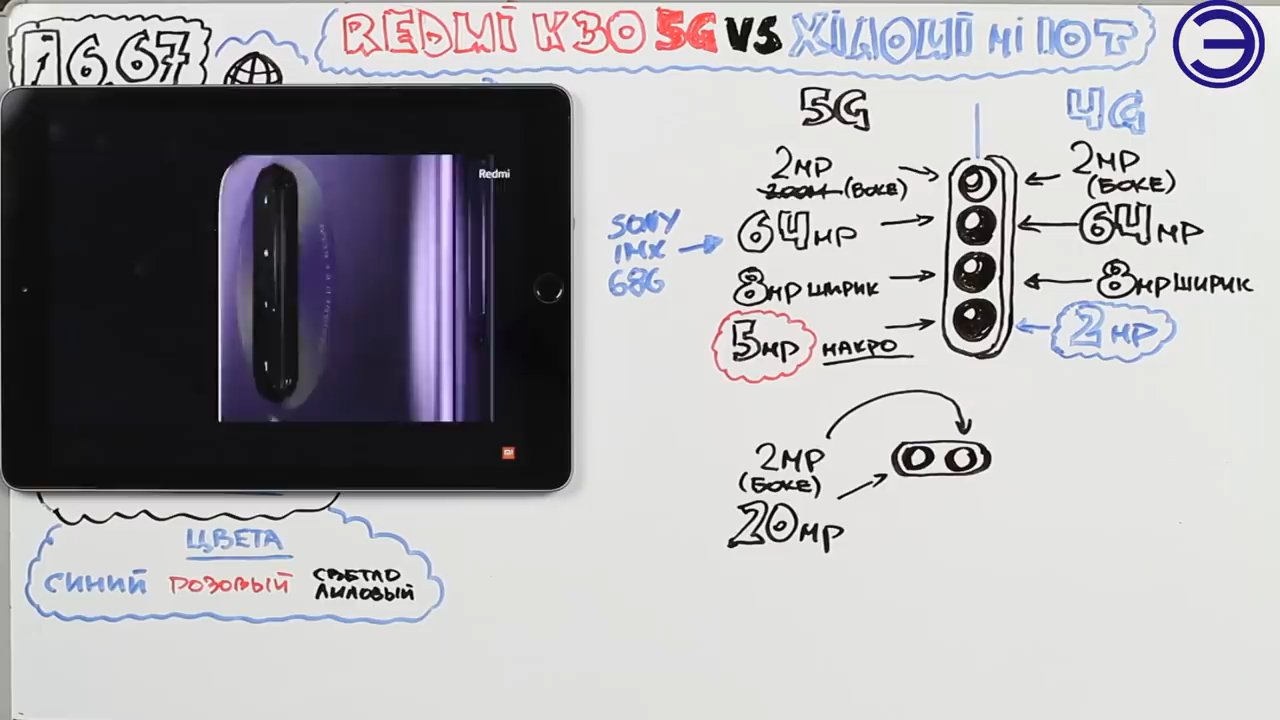 6.67
REDMI K30 5G VS XIAOMI MI 10T
Э
5G
4G
Redmi
2MP
(БОКЕ)
2MP
(БОКЕ)
SONY
IMX
686
64MP
64MP
8MP ШИРИК
8MP ШИРИК
5MP МАКРО
2MP
2MP
(БОКЕ)
20MP
ЦВЕТА
СИНИЙ РОЗОВЫЙ СВЕТЛО
ЛИЛОВЫЙ